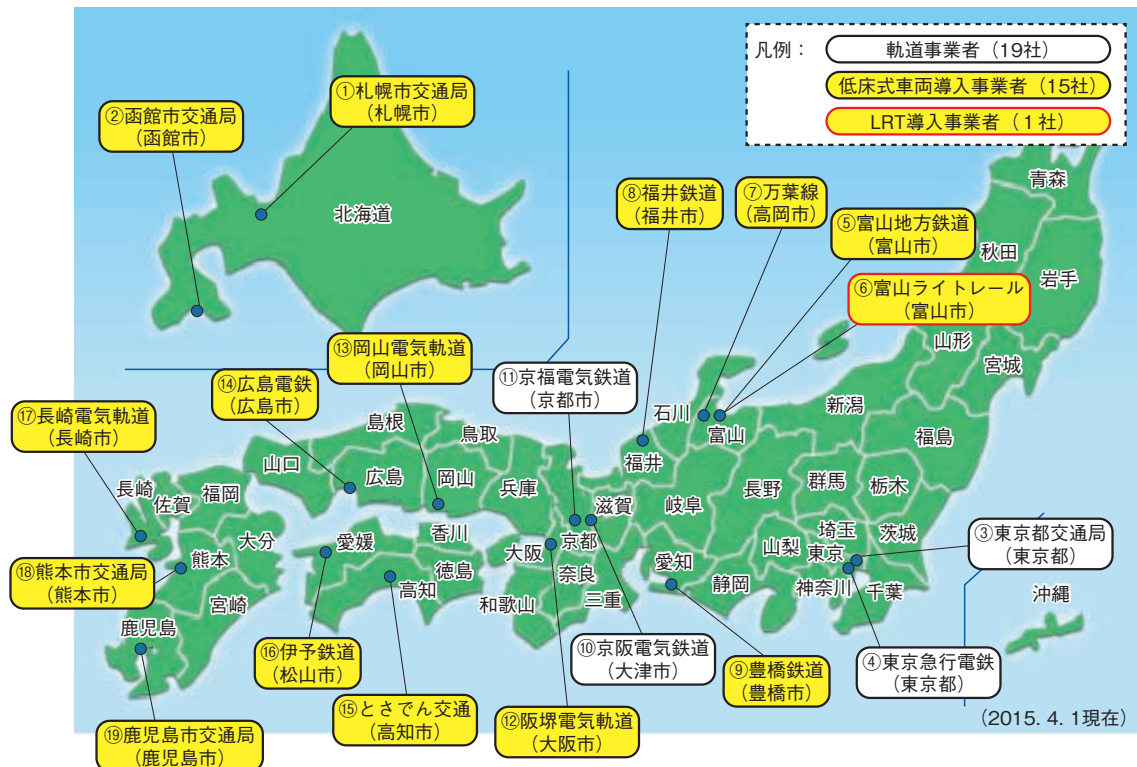 凡例：
軌道事業者（19社）
低床式車両導入事業者（15社）
LRT導入事業者（１社）
①札幌市交通局
（札幌市）
②函館市交通局
（函館市）
北海道
⑧福井鉄道
（福井市）
⑦万葉線
（高岡市）
⑤富山地方鉄道
（富山市）
⑥富山ライトレール
（富山市）
青森
秋田
岩手
山形
宮城
⑬岡山電気軌道
（岡山市）
⑪京福電気鉄道
（京都市）
⑭広島電鉄
（広島市）
⑰長崎電気軌道
（長崎市）
石川
富山
新潟
福島
福井
島根
鳥取
山口
広島
岡山
兵庫
滋賀
岐阜
長野
群馬
栃木
長崎
佐賀
福岡
大分
愛媛
香川
大阪
京都
愛知
山梨
埼玉
東京
茨城
③東京都交通局
（東京都）
⑱熊本市交通局
（熊本市）
熊本
宮崎
高知
徳島
奈良
和歌山
三重
静岡
神奈川
千葉
沖縄
鹿児島
⑯伊予鉄道
（松山市）
⑩京阪電気鉄道
（大津市）
⑨豊橋鉄道
（豊橋市）
④東京急行電鉄
（東京都）
⑮とさでん交通
（高知市）
⑫阪堺電気軌道
（大阪市）
⑲鹿児島市交通局
（鹿児島市）
（2015. 4. 1現在）